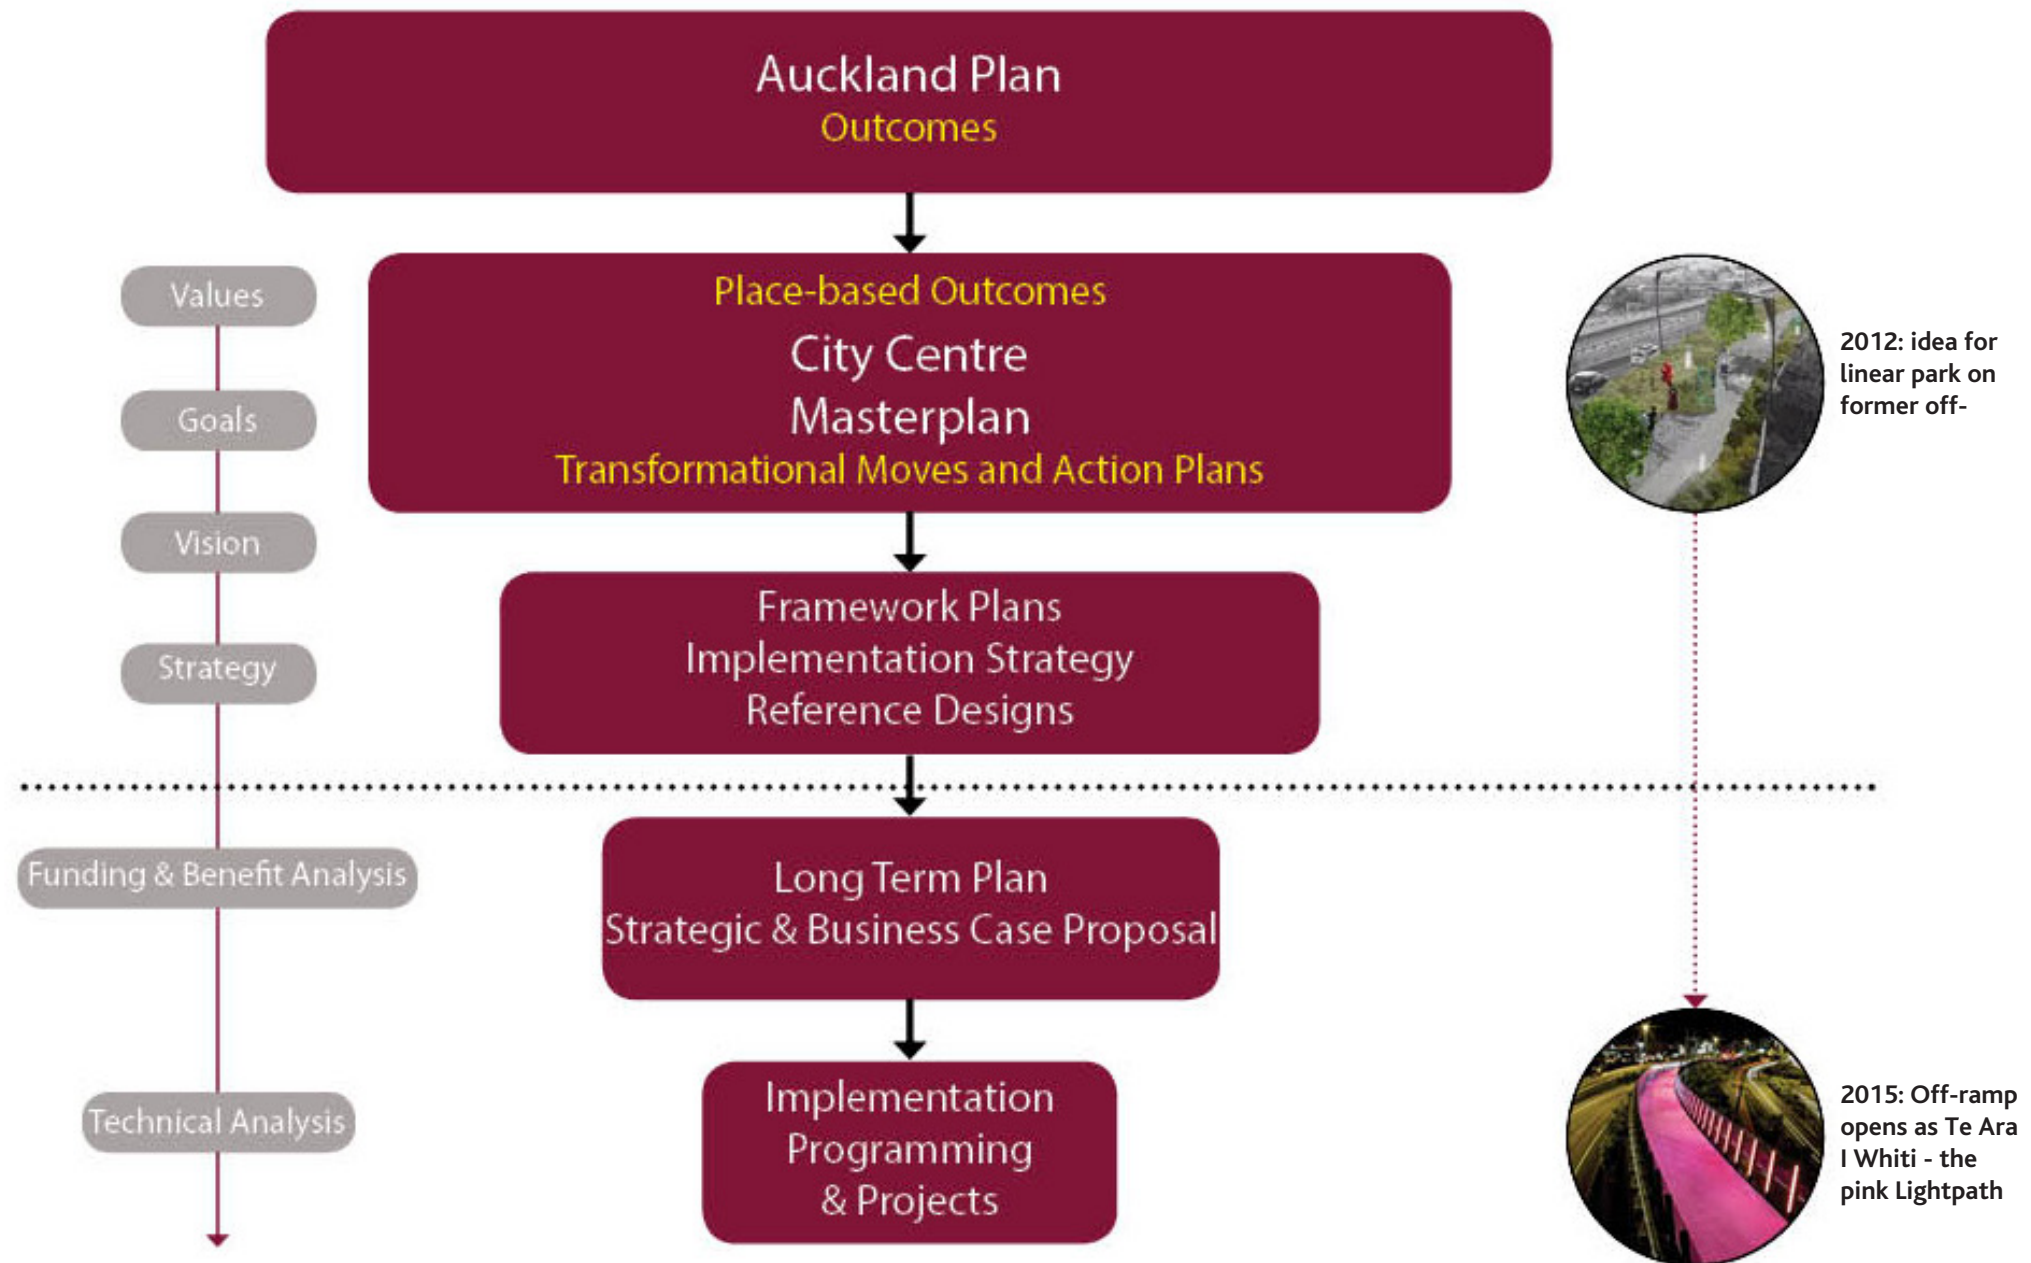 Auckland Plan
Outcomes
Values
Goals
Vision
Strategy
Funding & Benefit Analysis
Technical Analysis
Place-based Outcomes
City Centre
Masterplan
Transformational Moves and Action Plans
Framework Plans
Implementation Strategy
Reference Designs
Long Term Plan
Strategic & Business Case Proposal
Implementation
Programming
& Projects
2012: idea for
linear park on
former off-
2015: Off-ramp
opens as Te Ara
I Whiti - the
pink Lightpath